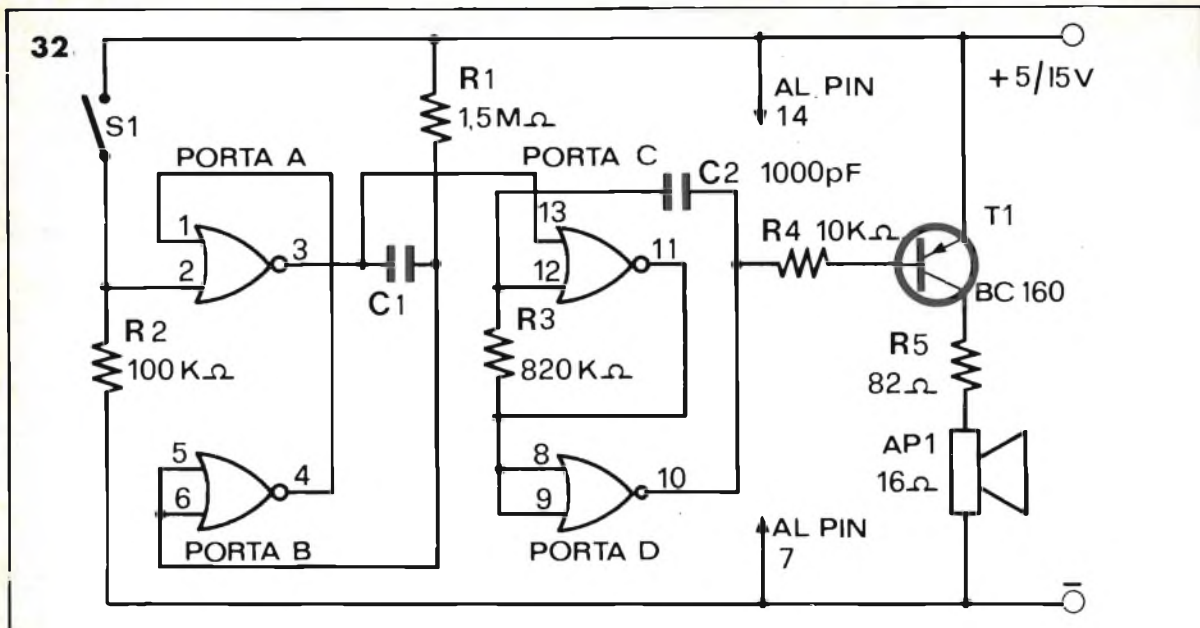 32
S1
R1
1,5MΩ
AL PIN
14
+5/15V
PORTA A
PORTA C
C2 1000pF
1
2
3
13
12
11
C1
R4 10KΩ
T1
BC 160
R2
100KΩ
R3
820KΩ
R5
82Ω
5
6
4
8
9
10
AP1
16Ω
PORTA B
PORTA D
AL PIN
7
–